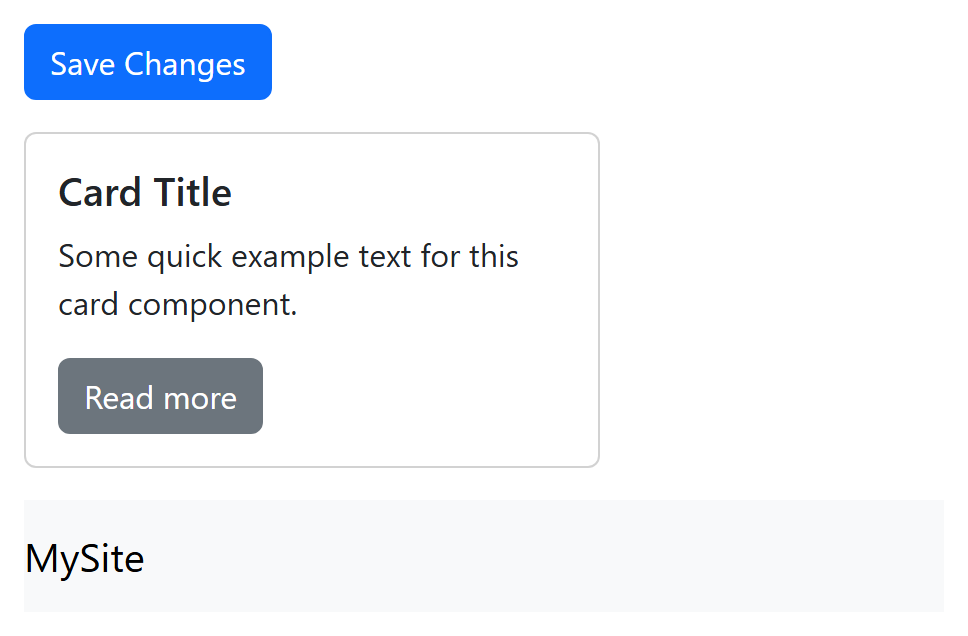 Save Changes
Card Title
Some quick example text for this
card component.
Read more
MySite